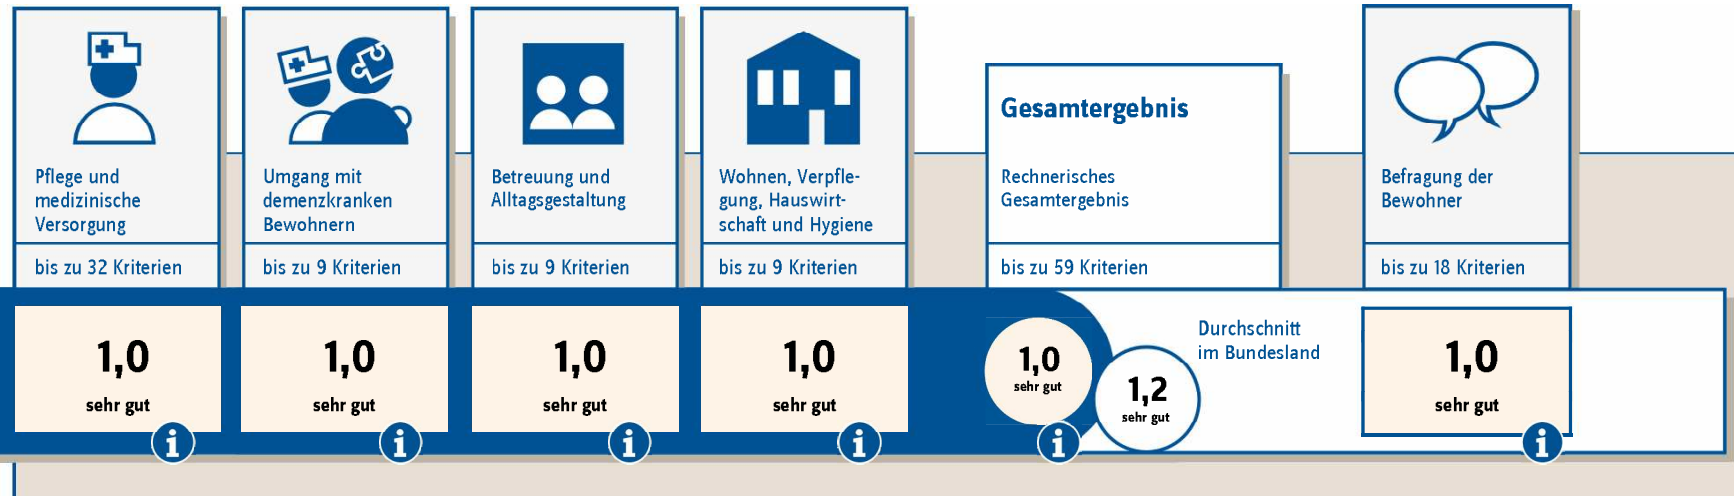 Pflege und
medizinische
Versorgung
bis zu 32 Kriterien
1,0
sehr gut
i
Umgang mit
demenzkranken
Bewohnern
bis zu 9 Kriterien
1,0
sehr gut
i
Betreuung und
Alltagsgestaltung
bis zu 9 Kriterien
1,0
sehr gut
i
Wohnen, Verpfle-
gung, Hauswirt-
schaft und Hygiene
bis zu 9 Kriterien
1,0
sehr gut
i
Gesamtergebnis
Rechnerisches
Gesamtergebnis
bis zu 59 Kriterien
1,0
sehr gut
i
1,2
sehr gut
Durchschnitt
im Bundesland
Befragung der
Bewohner
bis zu 18 Kriterien
1,0
sehr gut
i